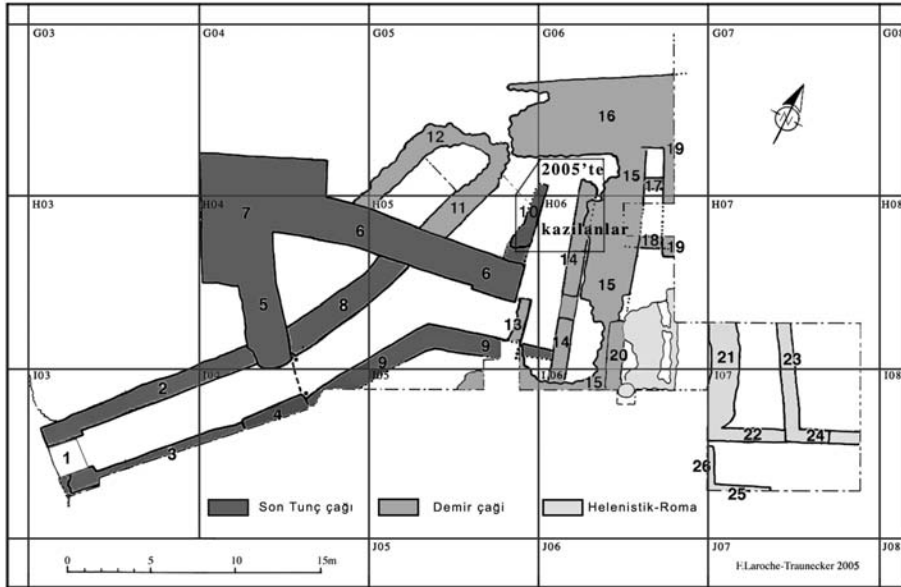 G03 G04 G05 G06 G07 G08
16
12
19
2005'te
15
17
H03 H04 H05 H06 H07 H08
7
10
11
6
kazilanlar
18
19
14
6
15
5
8
13
14
9
9
20
21
23
I03 I04 I05 I06 I07 I08
2
15
4
22
24
1
3
26
25
Son Tunç çağı
Demir çaği
Helenistik-Roma
J05 J06 J07 J08
0 5 10 15m
F.Laroche-Traunecker 2005